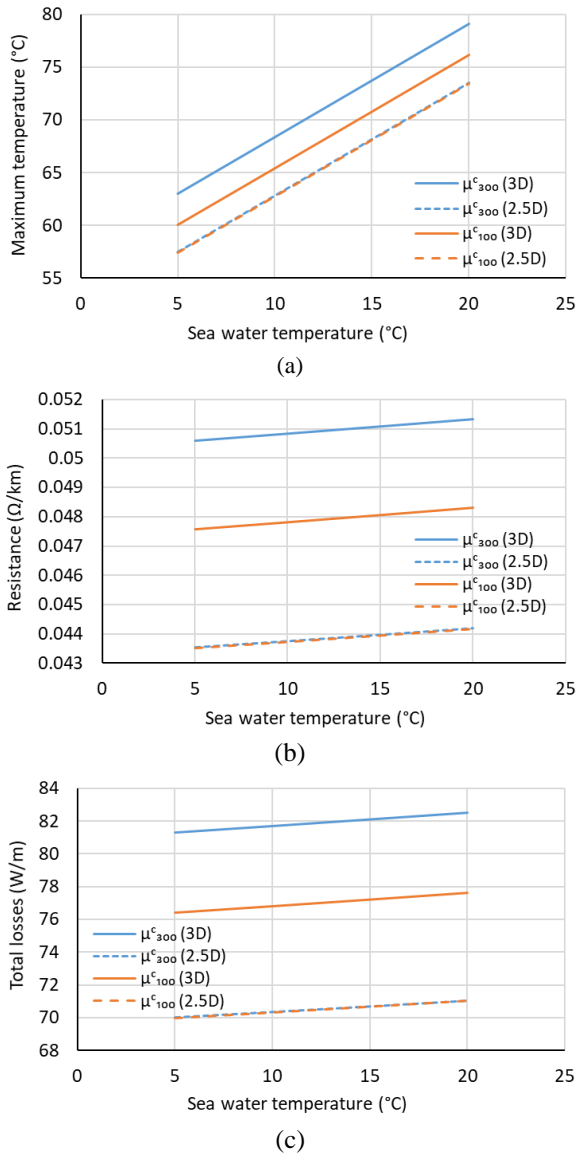 80
75
70
65
60
55
Maximum temperature (°C)
μᶜ₃₀₀ (3D)
μᶜ₃₀₀ (2.5D)
μᶜ₁₀₀ (3D)
μᶜ₁₀₀ (2.5D)
0 5 10 15 20 25
Sea water temperature (°C)
(a)
0.052
0.051
0.05
0.049
0.048
0.047
0.046
0.045
0.044
0.043
Resistance (Ω/km)
μᶜ₃₀₀ (3D)
μᶜ₃₀₀ (2.5D)
μᶜ₁₀₀ (3D)
μᶜ₁₀₀ (2.5D)
0 5 10 15 20 25
Sea water temperature (°C)
(b)
84
82
80
78
76
74
72
70
68
Total losses (W/m)
μᶜ₃₀₀ (3D)
μᶜ₃₀₀ (2.5D)
μᶜ₁₀₀ (3D)
μᶜ₁₀₀ (2.5D)
0 5 10 15 20 25
Sea water temperature (°C)
(c)